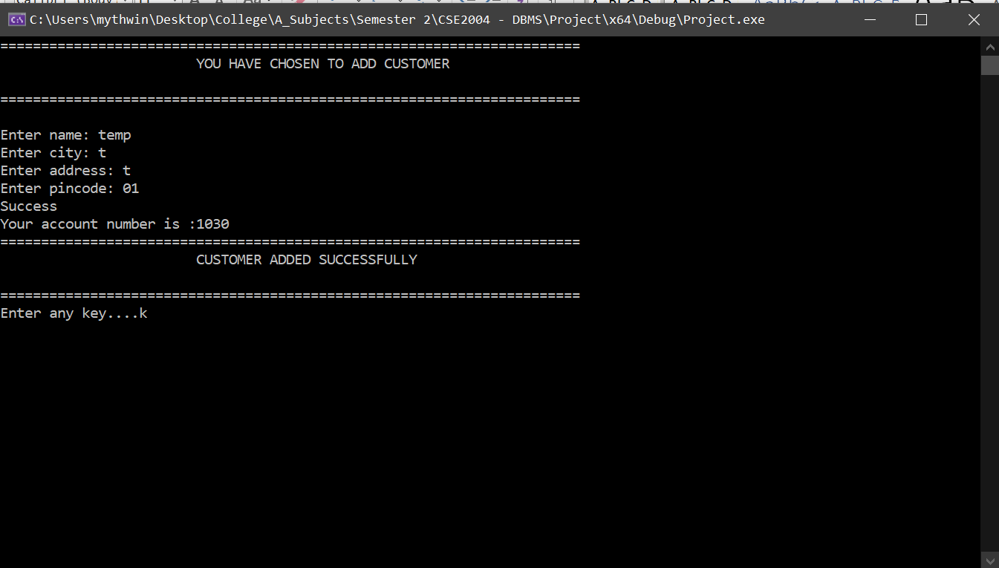 C:\Users\mythwin\Desktop\College\A_Subjects\Semester 2\CSE2004 - DBMS\Project\x64\Debug\Project.exe
=======================================================================
YOU HAVE CHOSEN TO ADD CUSTOMER
=======================================================================
Enter name: temp
Enter city: t
Enter address: t
Enter pincode: 01
Success
Your account number is :1030
=======================================================================
CUSTOMER ADDED SUCCESSFULLY
=======================================================================
Enter any key....k